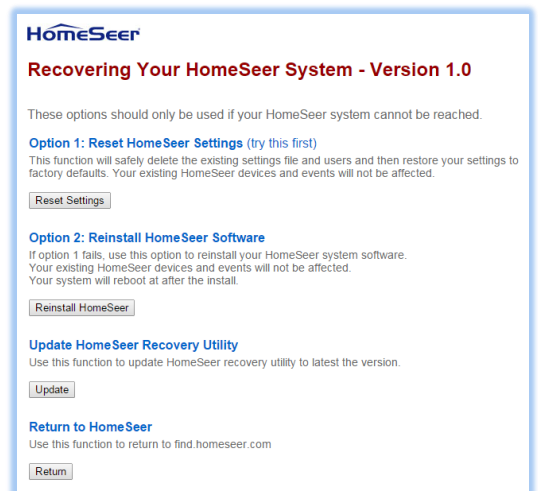 HomeSeer
Recovering Your HomeSeer System - Version 1.0
These options should only be used if your HomeSeer system cannot be reached.
Option 1: Reset HomeSeer Settings (try this first)
This function will safely delete the existing settings file and users and then restore your settings to
factory defaults. Your existing HomeSeer devices and events will not be affected.
Reset Settings
Option 2: Reinstall HomeSeer Software
If option 1 fails, use this option to reinstall your HomeSeer system software.
Your existing HomeSeer devices and events will not be affected.
Your system will reboot at after the install.
Reinstall HomeSeer
Update HomeSeer Recovery Utility
Use this function to update HomeSeer recovery utility to latest the version.
Update
Return to HomeSeer
Use this function to return to find.homeseer.com
Return